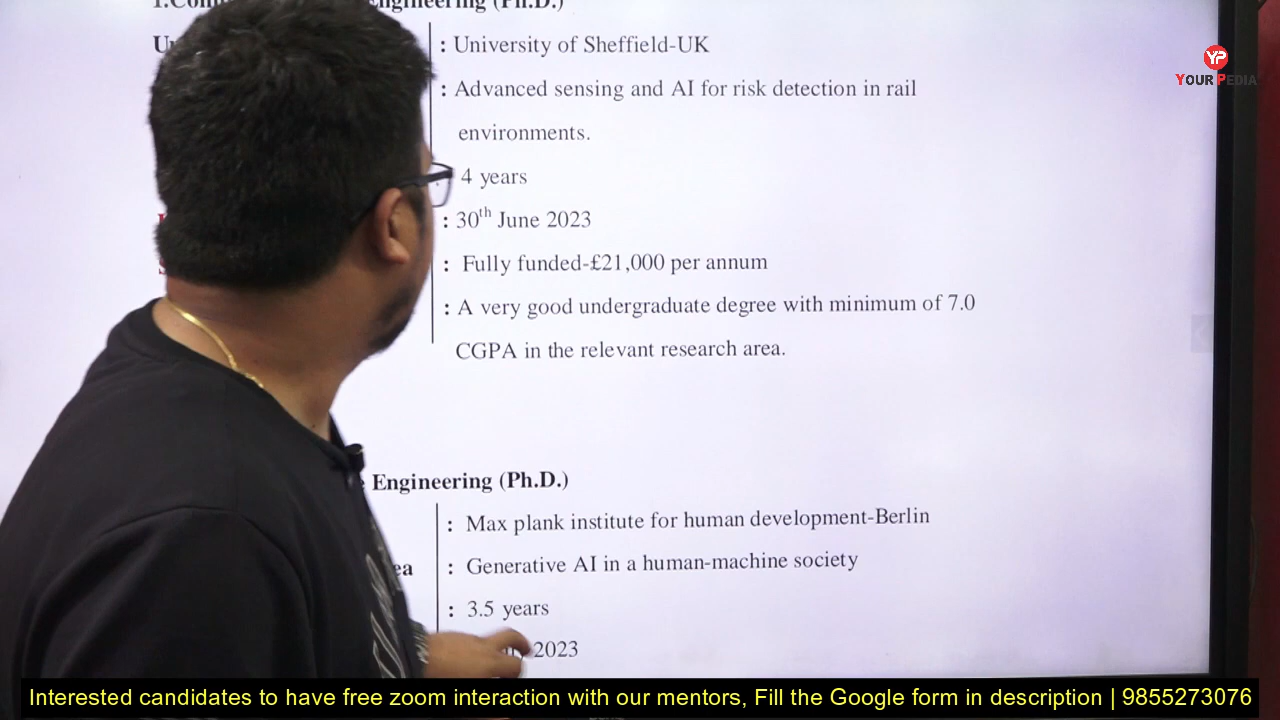 Engineering (Ph.D.)
: University of Sheffield-UK
: Advanced sensing and AI for risk detection in rail
environments.
4 years
: 30th June 2023
: Fully funded-£21,000 per annum
: A very good undergraduate degree with minimum of 7.0
CGPA in the relevant research area.
YP
YOUR PEDIA
Engineering (Ph.D.)
: Max plank institute for human development-Berlin
: Generative AI in a human-machine society
: 3.5 years
2023
Interested candidates to have free zoom interaction with our mentors, Fill the Google form in description | 9855273076